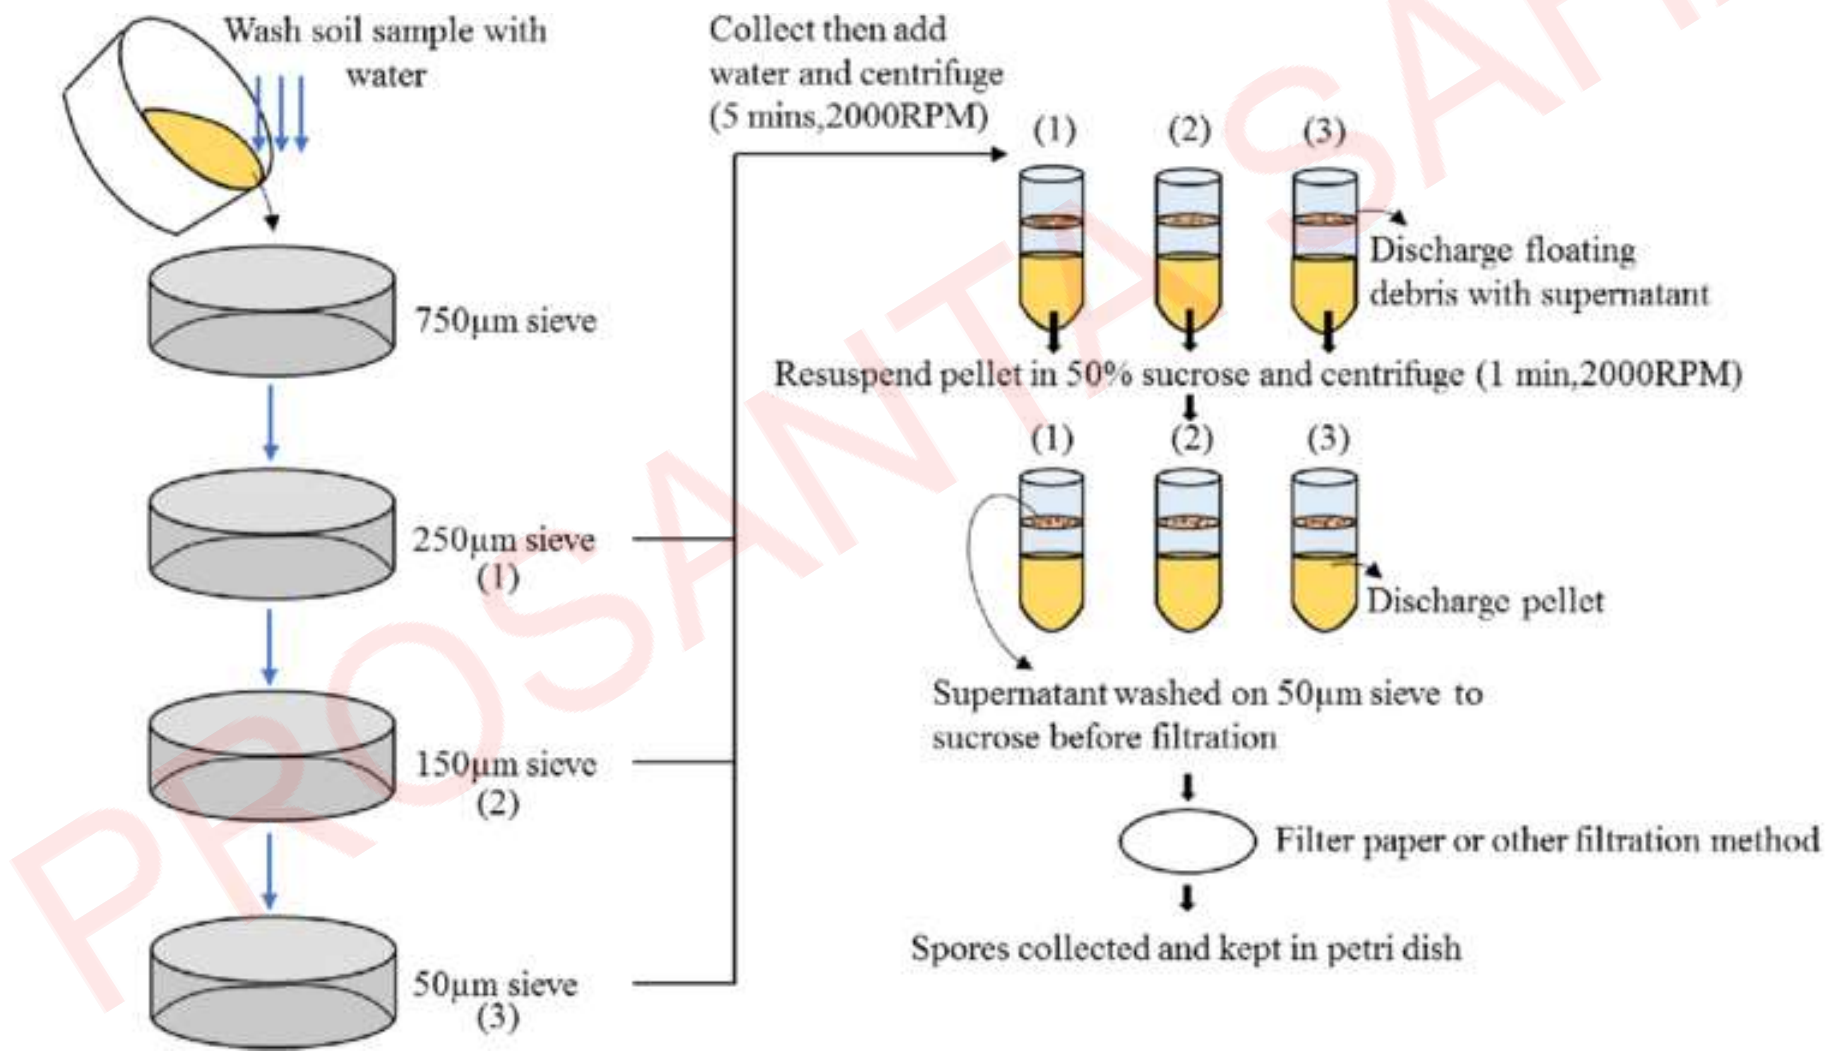 Wash soil sample with
water
750μm sieve
250μm sieve
(1)
150μm sieve
(2)
50μm sieve
(3)
Collect then add
water and centrifuge
(5 mins,2000RPM)
(1) (2) (3)
Discharge floating
debris with supernatant
Resuspend pellet in 50% sucrose and centrifuge (1 min,2000RPM)
(1) (2) (3)
Discharge pellet
Supernatant washed on 50μm sieve to
sucrose before filtration
Filter paper or other filtration method
Spores collected and kept in petri dish
PROSANTA